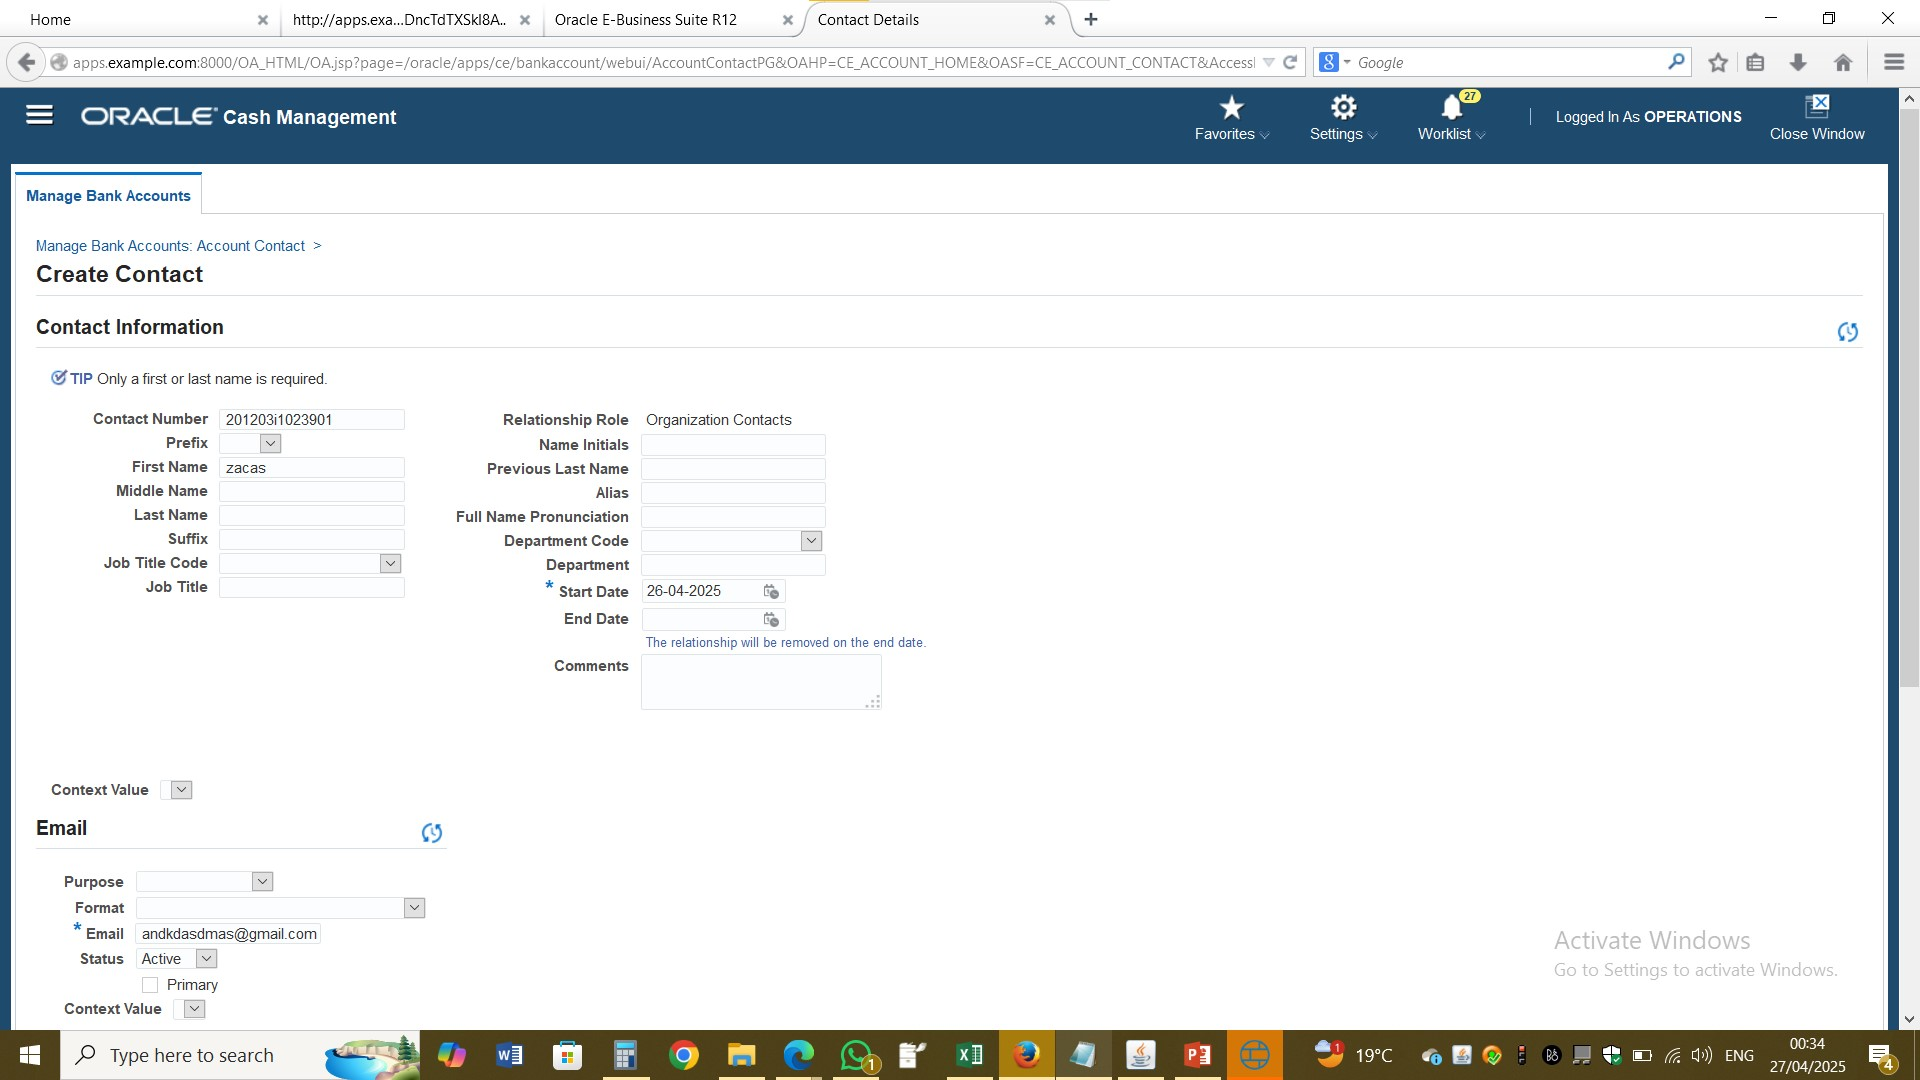 Home
http://apps.exa...DncTdTXSkI8A..
Oracle E-Business Suite R12
Contact Details
apps.example.com:8000/OA_HTML/OA.jsp?page=/oracle/apps/ce/bankaccount/webui/AccountContactPG&OAHP=CE_ACCOUNT_HOME&OASF=CE_ACCOUNT_CONTACT&Access
Google
ORACLE Cash Management
Favorites
Settings
Worklist
27
Logged In As OPERATIONS
Close Window
Manage Bank Accounts
Manage Bank Accounts: Account Contact >
Create Contact
Contact Information
TIP Only a first or last name is required.
Contact Number 201203i1023901
Prefix
First Name zacas
Middle Name
Last Name
Suffix
Job Title Code
Job Title
Relationship Role Organization Contacts
Name Initials
Previous Last Name
Alias
Full Name Pronunciation
Department Code
Department
* Start Date 26-04-2025
End Date
The relationship will be removed on the end date.
Comments
Context Value
Email
Purpose
Format
* Email andkdasdmas@gmail.com
Status Active
Primary
Context Value
Activate Windows
Go to Settings to activate Windows.
Type here to search
1
1
19°C
ENG
00:34
27/04/2025
4